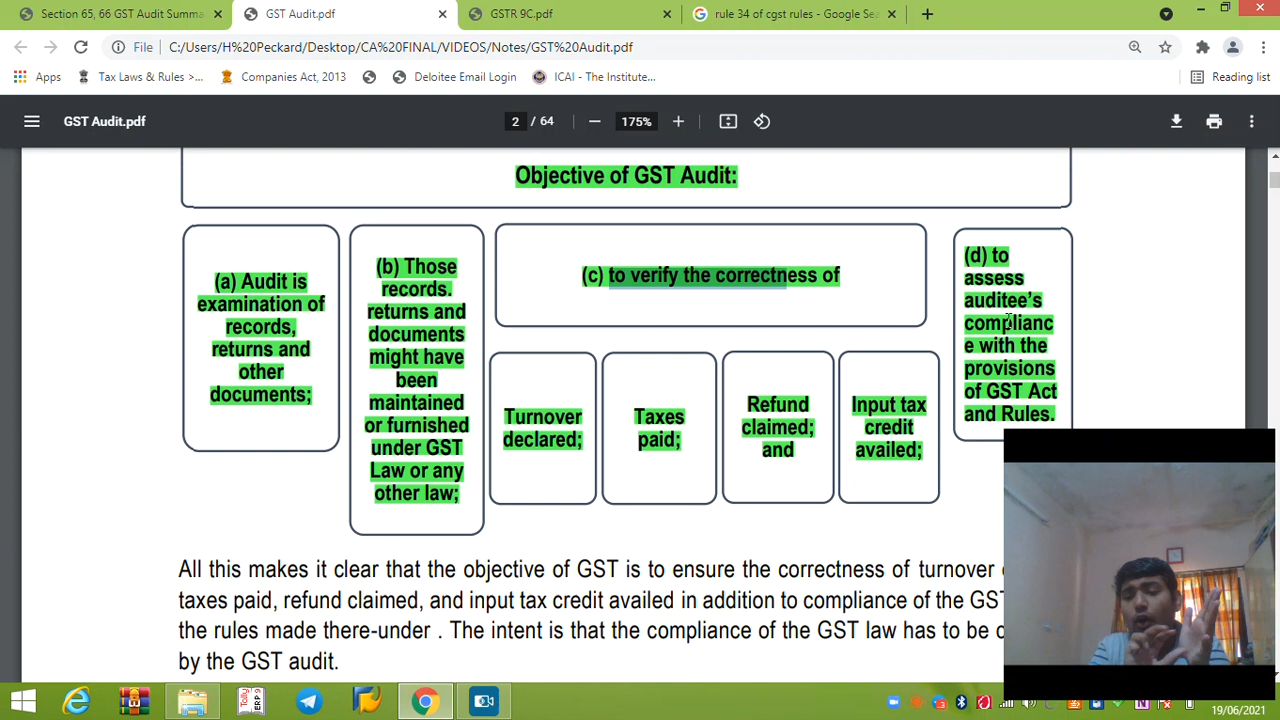 Section 65, 66 GST Audit Summa
GST Audit.pdf
GSTR 9C.pdf
rule 34 of cgst rules - Google Sea
File
C:/Users/H%20Peckard/Desktop/CA%20FINAL/VIDEOS/Notes/GST%20Audit.pdf
Apps
Tax Laws & Rules >...
Companies Act, 2013
Deloitee Email Login
ICAI - The Institute...
Reading list
GST Audit.pdf
2 / 64
175%
Objective of GST Audit:
(a) Audit is
examination of
records,
returns and
other
documents;
(b) Those
records.
returns and
documents
might have
been
maintained
or furnished
under GST
Law or any
other law;
(c) to verify the correctness of
Turnover
declared;
Taxes
paid;
Refund
claimed;
and
Input tax
credit
availed;
(d) to
assess
auditee's
complianc
e with the
provisions
of GST Act
and Rules.
All this makes it clear that the objective of GST is to ensure the correctness of turnover
taxes paid, refund claimed, and input tax credit availed in addition to compliance of the GST
the rules made there-under . The intent is that the compliance of the GST law has to be
by the GST audit.
19/06/2021